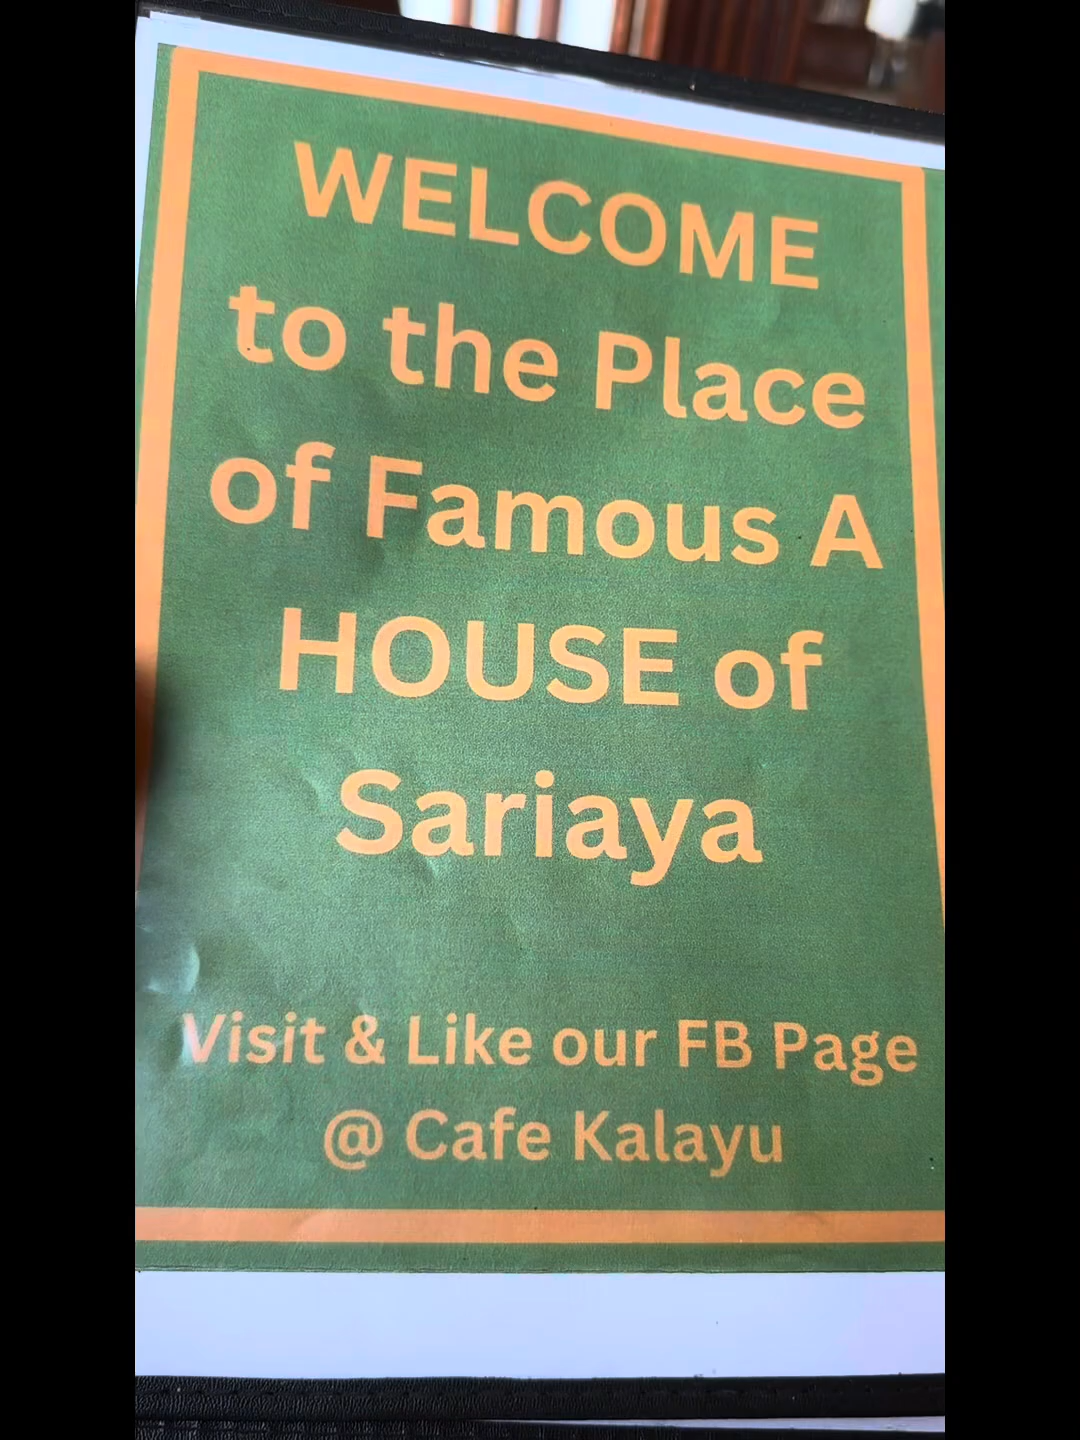 WELCOME
to the Place
of Famous A
HOUSE of
Sariaya
Visit & Like our FB Page
@ Cafe Kalayu